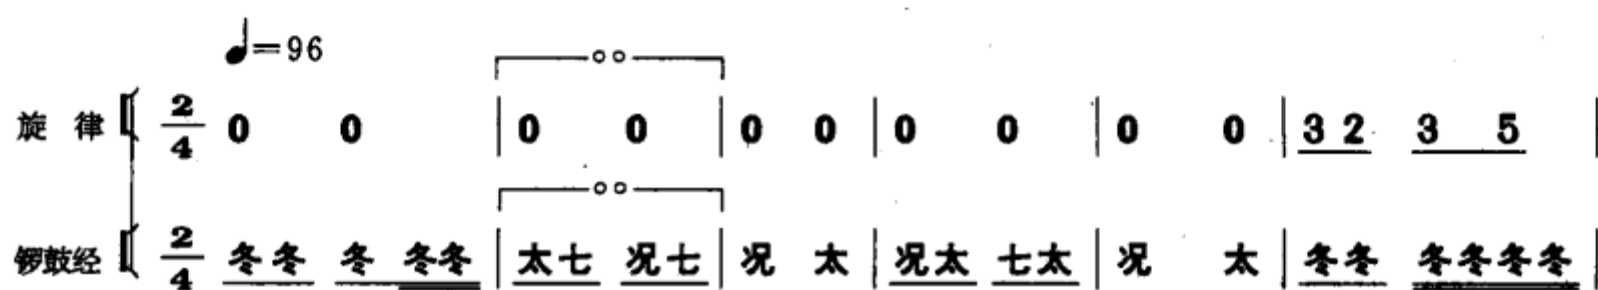 ♩=96
旋律 2/4 0 0 | 0 0 | 0 0 | 0 0 | 0 0 | 3 2 3 5 |
锣鼓经 2/4 冬冬 冬 冬冬 | 太七 况七 | 况 太 | 况太 七太 | 况 太 | 冬冬 冬冬冬冬 |